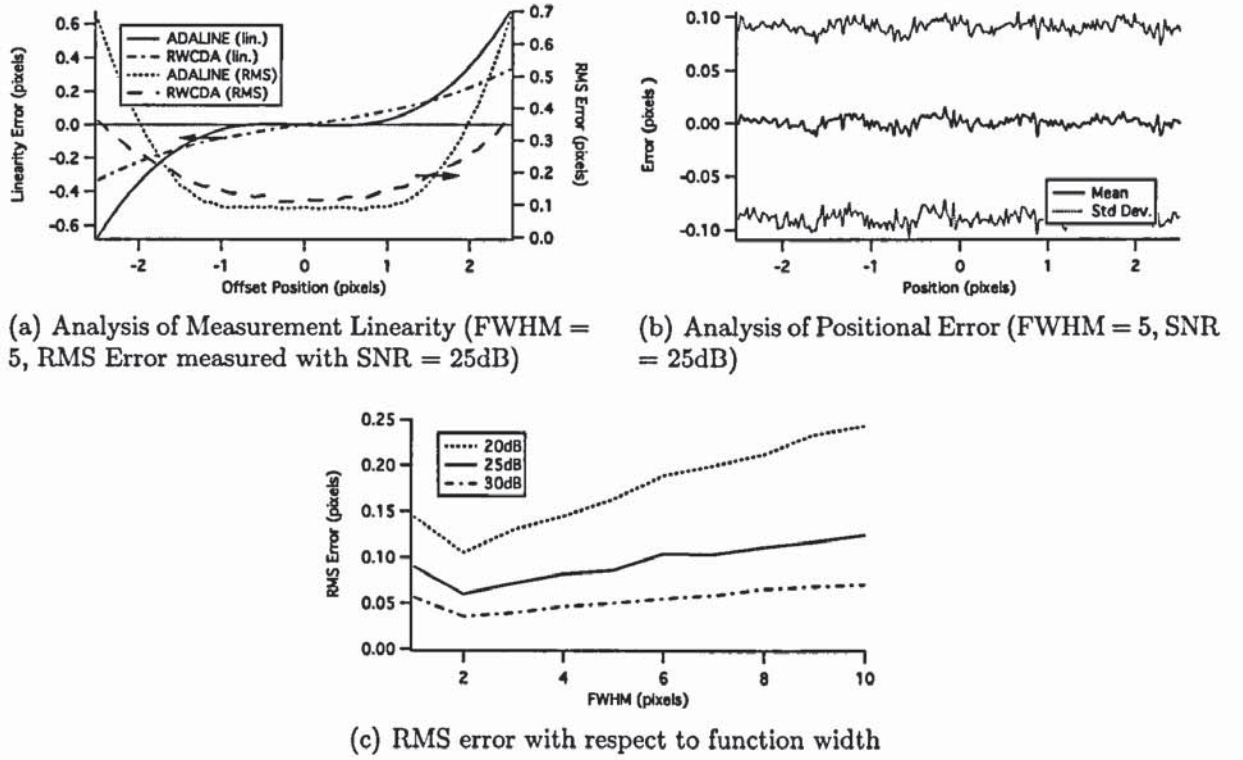 0.6
0.4
0.2
0.0
-0.2
-0.4
-0.6
Linearity Error (pixels)
ADALINE (lin.)
RWCDA (lin.)
ADALINE (RMS)
RWCDA (RMS)
0.7
0.6
0.5
0.4
0.3
0.2
0.1
0.0
RMS Error (pixels)
-2
-1
0
1
2
Offset Position (pixels)
(a) Analysis of Measurement Linearity (FWHM =
5, RMS Error measured with SNR = 25dB)
0.10
0.05
0.00
-0.05
-0.10
Error (pixels)
Mean
Std Dev.
-2
-1
0
1
2
Position (pixels)
(b) Analysis of Positional Error (FWHM = 5, SNR
= 25dB)
0.25
0.20
0.15
0.10
0.05
0.00
RMS Error (pixels)
20dB
25dB
30dB
2
4
6
8
10
FWHM (pixels)
(c) RMS error with respect to function width